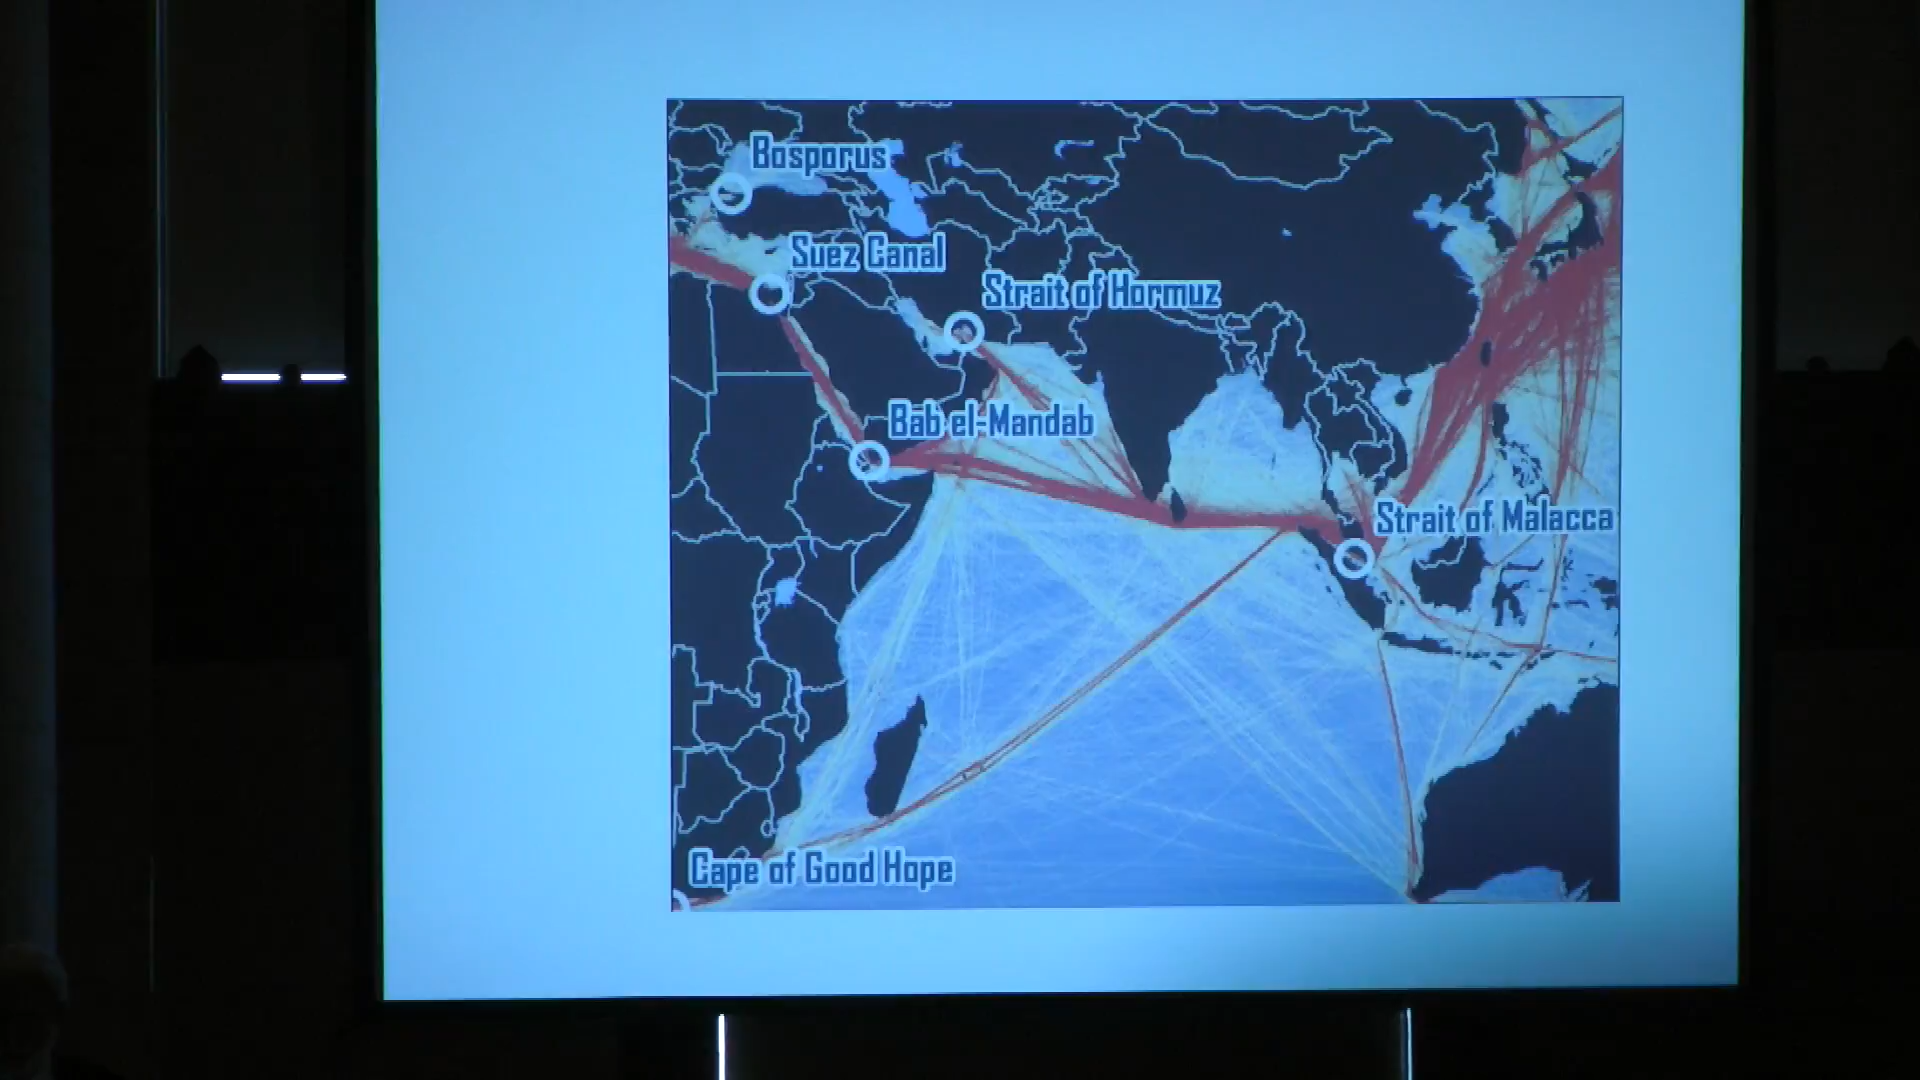 Bosporus
Suez Canal
Strait of Hormuz
Bab el-Mandab
Strait of Malacca
Cape of Good Hope